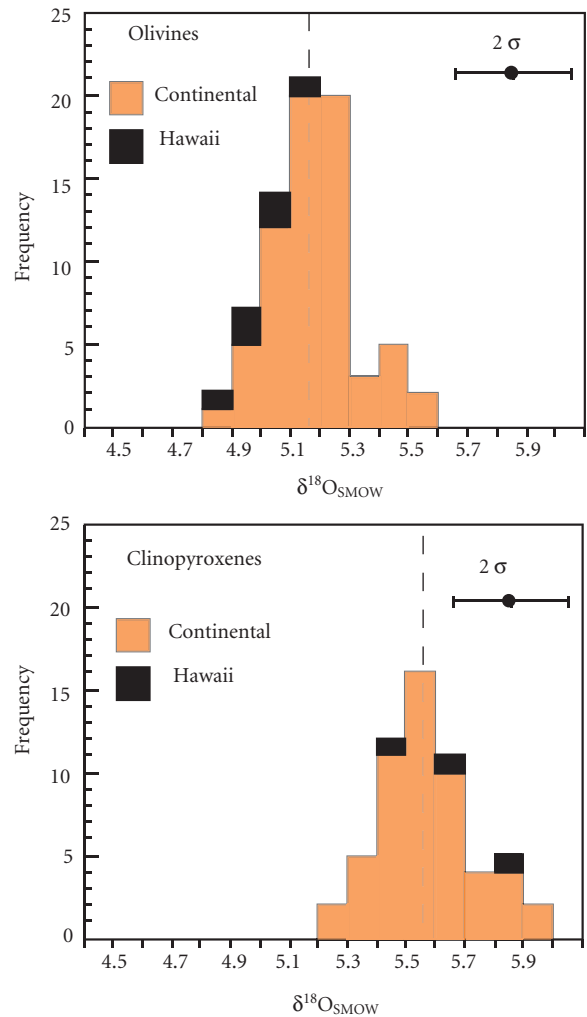 25
Olivines
2 σ
20
Continental
Hawaii
15
Frequency
10
5
0
4.5 4.7 4.9 5.1 5.3 5.5 5.7 5.9
δ¹⁸O_SMOW
25
Clinopyroxenes
2 σ
20
Continental
Hawaii
15
Frequency
10
5
0
4.5 4.7 4.9 5.1 5.3 5.5 5.7 5.9
δ¹⁸O_SMOW